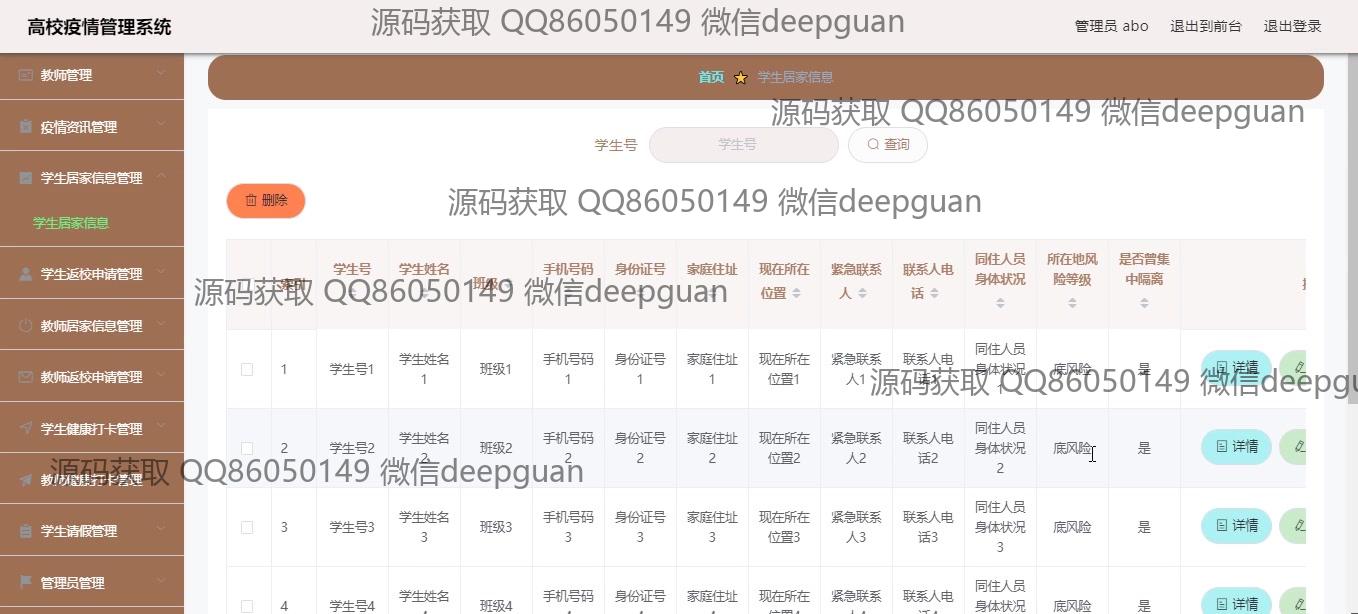 高校疫情管理系统
源码获取 QQ86050149 微信deepguan
管理员 abo 退出到前台 退出登录
教师管理
疫情资讯管理
学生居家信息管理
学生居家信息
学生返校申请管理
教师居家信息管理
教师返校申请管理
学生健康打卡管理
教师健康打卡管理
学生请假管理
管理员管理
首页 学生居家信息
源码获取 QQ86050149 微信deepguan
学生号 学生号 查询
删除
源码获取 QQ86050149 微信deepguan
索引 学生号 学生姓名 班级 手机号码 身份证号 家庭住址 现在所在位置 紧急联系人 联系人电话 同住人员身体状况 所在地风险等级 是否曾集中隔离
源码获取 QQ86050149 微信deepguan
1 学生号1 学生姓名1 班级1 手机号码1 身份证号1 家庭住址1 现在所在位置1 紧急联系人1 联系人电话1 同住人员身体状况1 底风险 是 详情
源码获取 QQ86050149 微信deepgu
2 学生号2 学生姓名2 班级2 手机号码2 身份证号2 家庭住址2 现在所在位置2 紧急联系人2 联系人电话2 同住人员身体状况2 底风险 是 详情
源码获取 QQ86050149 微信deepguan
3 学生号3 学生姓名3 班级3 手机号码3 身份证号3 家庭住址3 现在所在位置3 紧急联系人3 联系人电话3 同住人员身体状况3 底风险 是 详情
4 学生号4 学生姓名 班级4 手机号码 身份证号 家庭住址 现在所在 紧急联系 联系人电 同住人员身体状况 底风险 是 详情